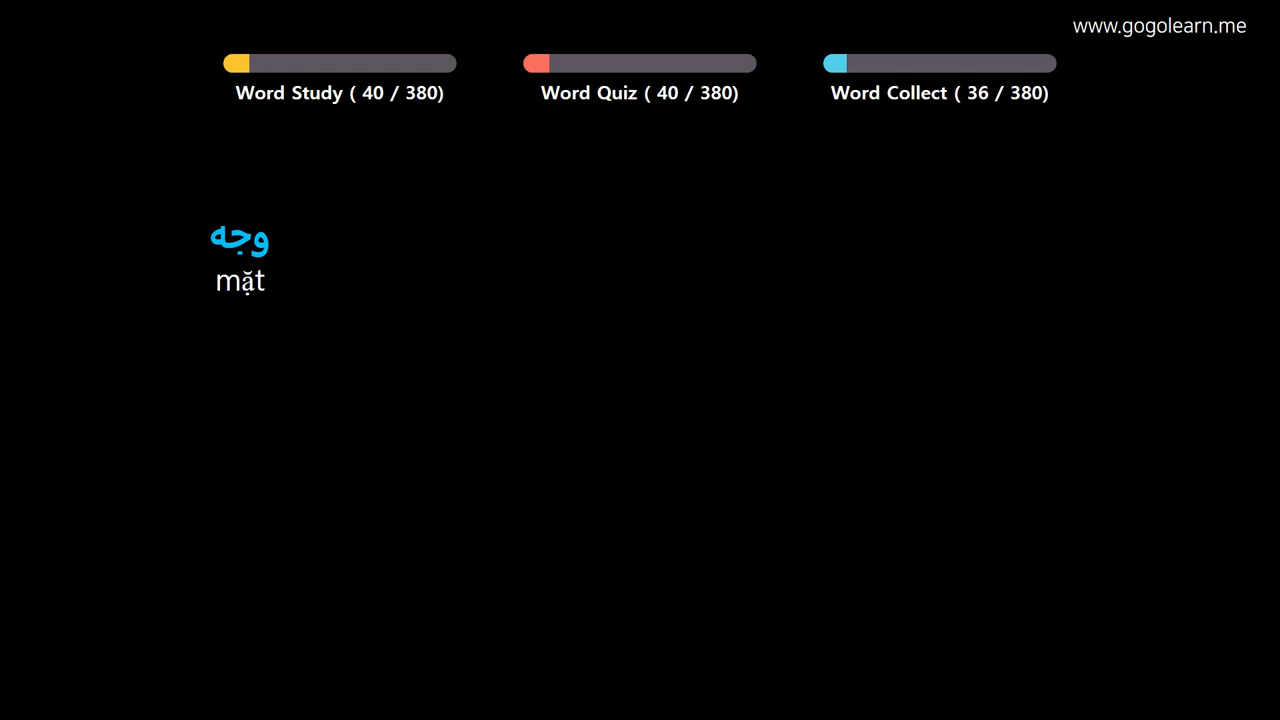 www.gogolearn.me
Word Study ( 40 / 380)
Word Quiz ( 40 / 380)
Word Collect ( 36 / 380)
وجه
mặt